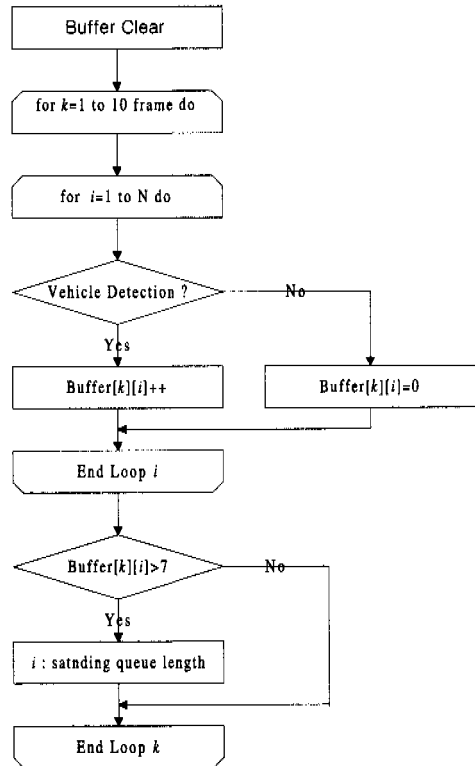 Buffer Clear
for k=1 to 10 frame do
for i=1 to N do
Vehicle Detection ?
No
Yes
Buffer[k][i]++
Buffer[k][i]=0
End Loop i
Buffer[k][i]>7
No
Yes
i : satnding queue length
End Loop k